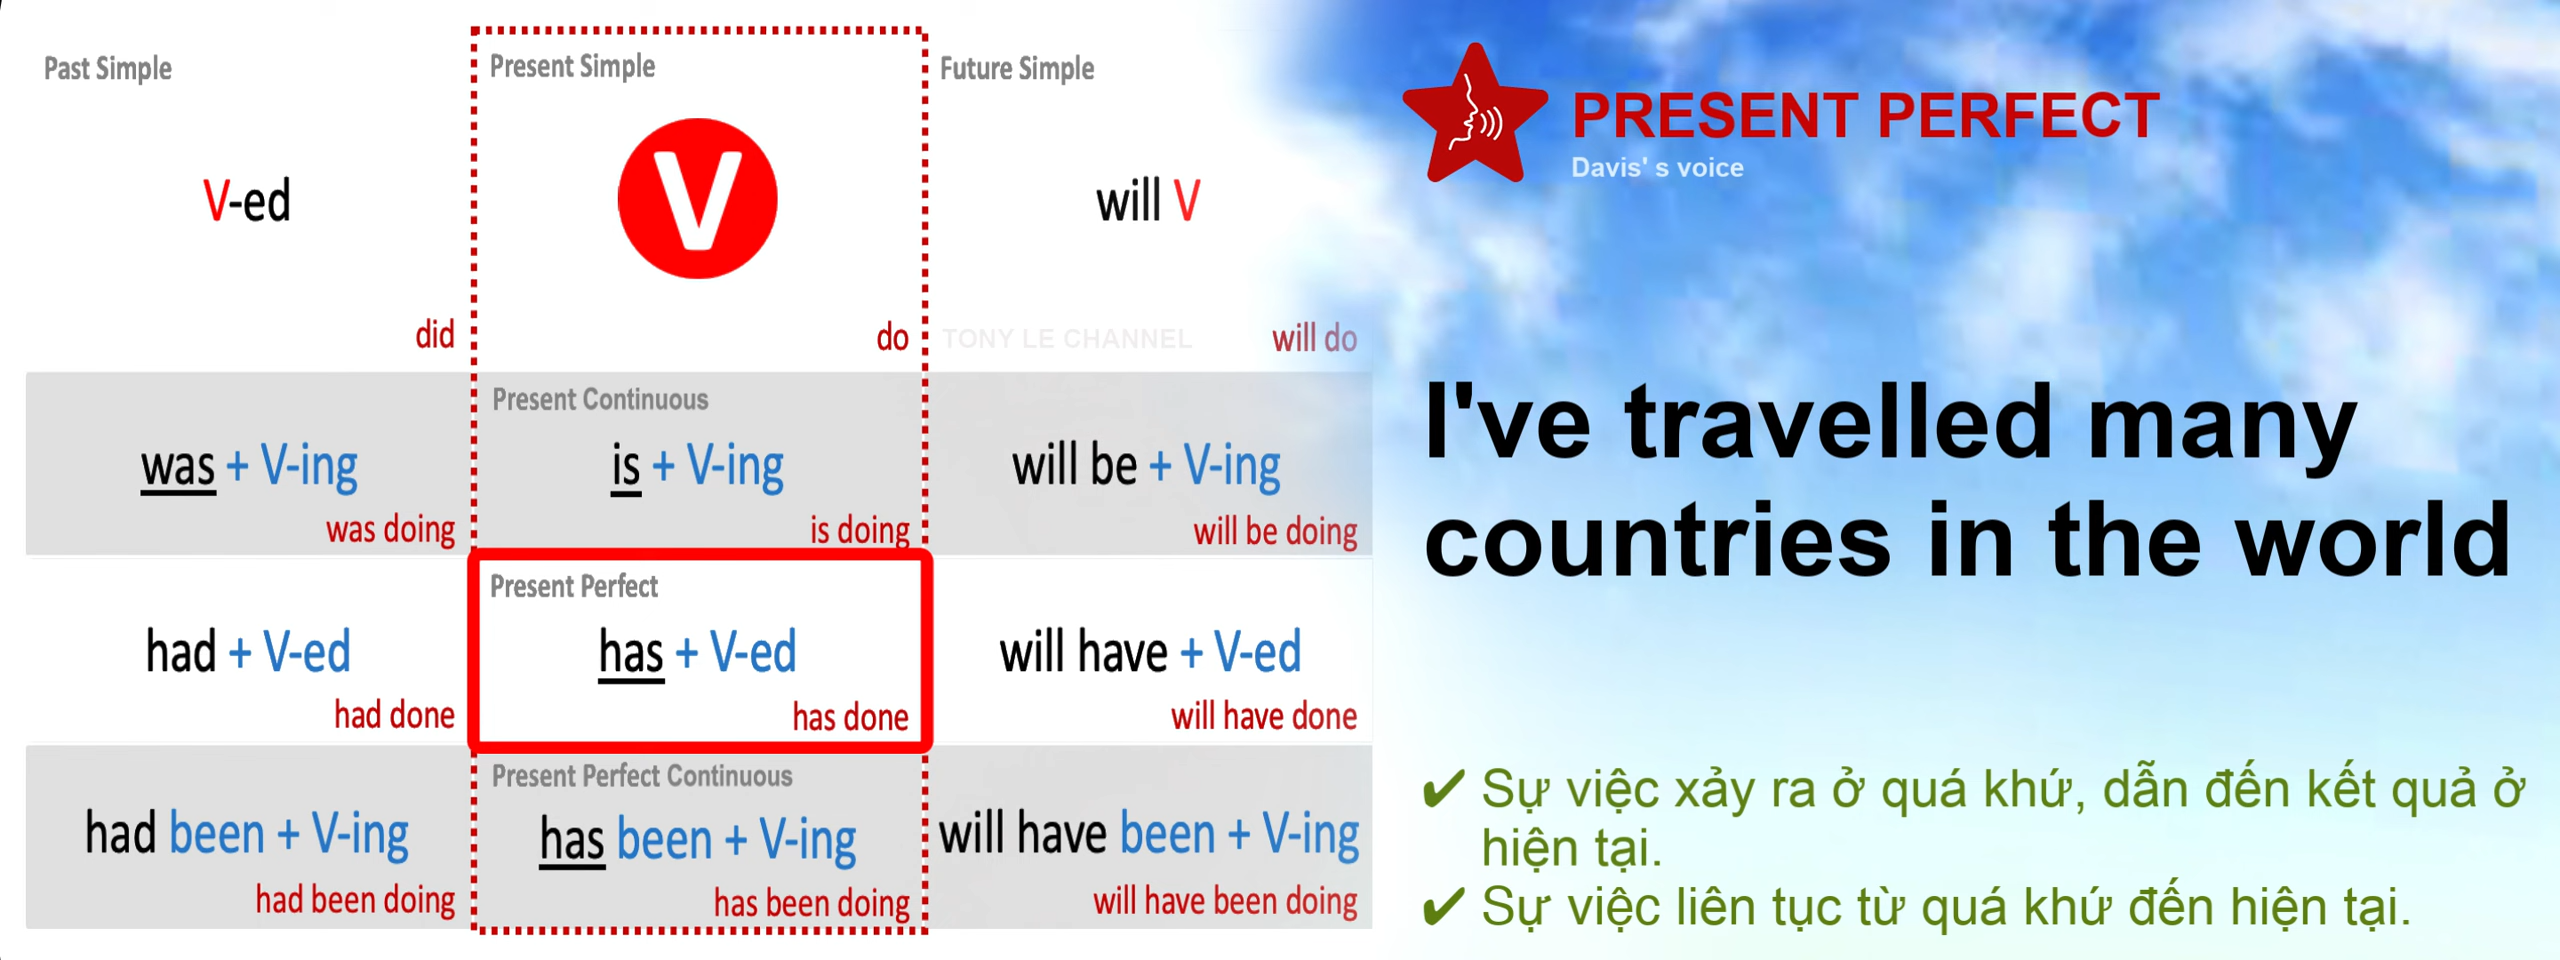 Past Simple
Present Simple
Future Simple
V-ed
V
will V
did
do
TONY LE CHANNEL
will do
Present Continuous
was + V-ing
is + V-ing
will be + V-ing
was doing
is doing
will be doing
Present Perfect
had + V-ed
has + V-ed
will have + V-ed
had done
has done
will have done
Present Perfect Continuous
had been + V-ing
has been + V-ing
will have been + V-ing
had been doing
has been doing
will have been doing
PRESENT PERFECT
Davis' s voice
I've travelled many
countries in the world
✔ Sự việc xảy ra ở quá khứ, dẫn đến kết quả ở
hiện tại.
✔ Sự việc liên tục từ quá khứ đến hiện tại.